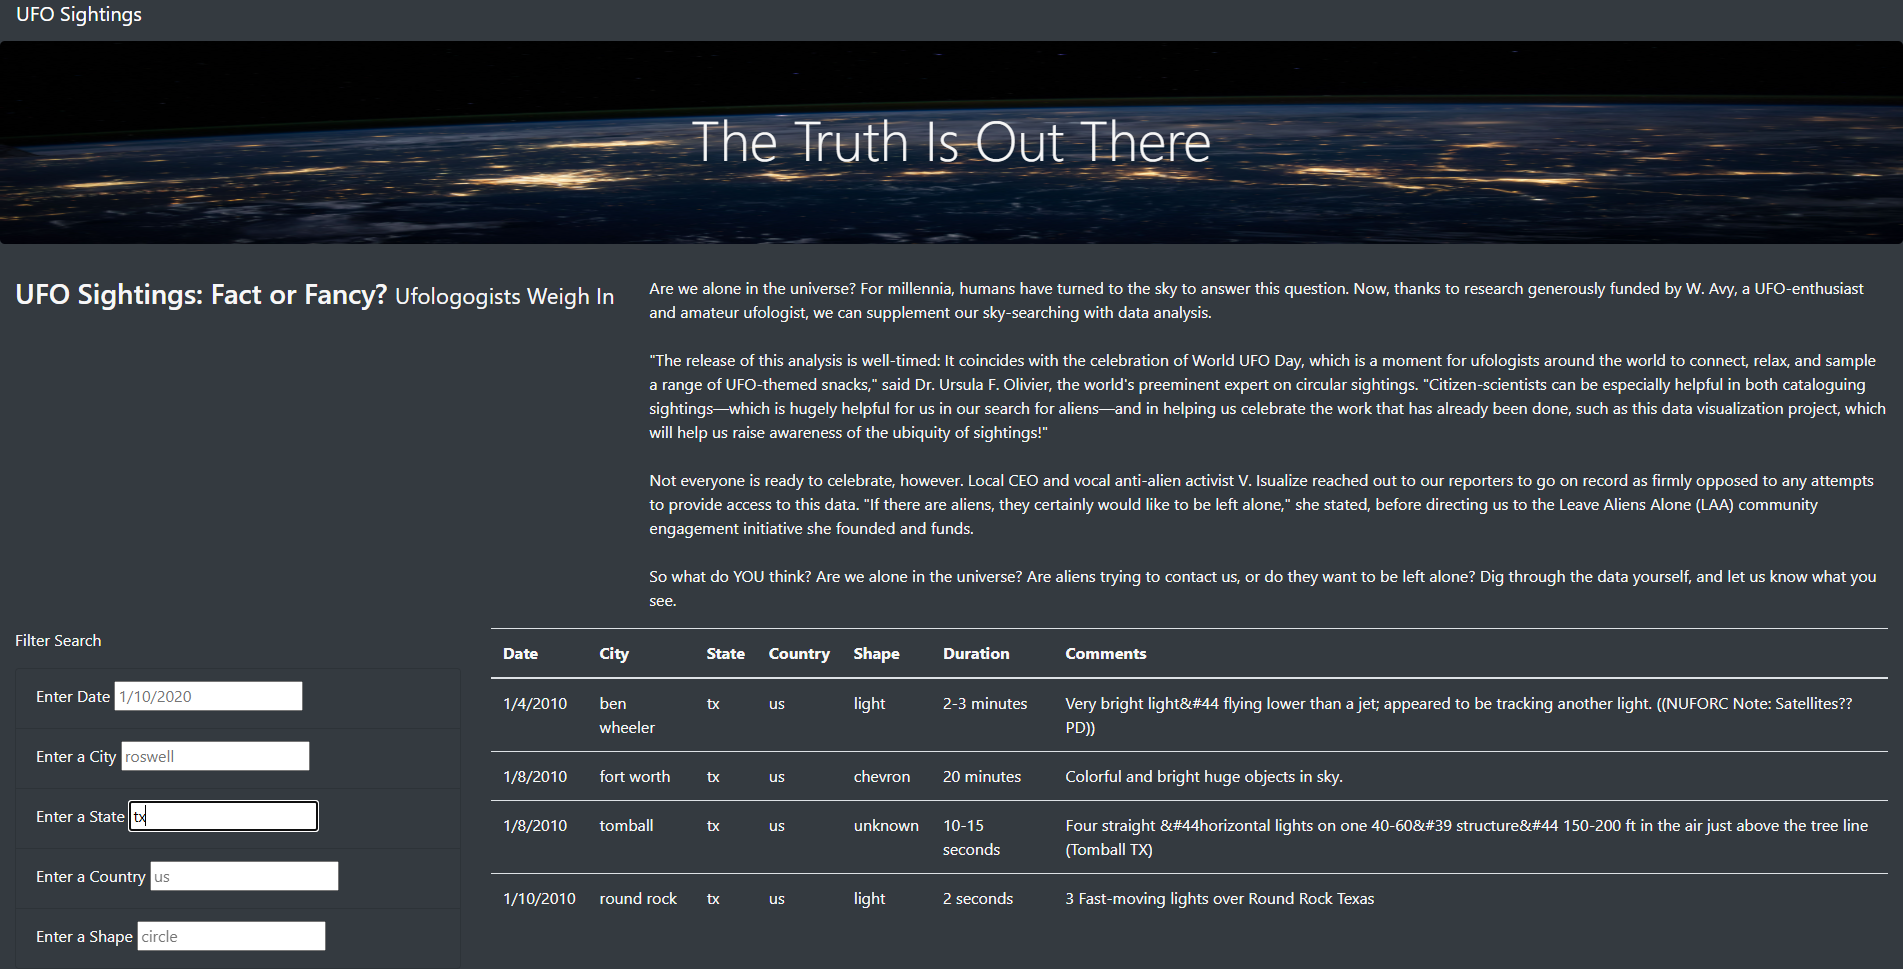 UFO Sightings
The Truth Is Out There
UFO Sightings: Fact or Fancy? Ufologogists Weigh In
Are we alone in the universe? For millennia, humans have turned to the sky to answer this question. Now, thanks to research generously funded by W. Avy, a UFO-enthusiast
and amateur ufologist, we can supplement our sky-searching with data analysis.
"The release of this analysis is well-timed: It coincides with the celebration of World UFO Day, which is a moment for ufologists around the world to connect, relax, and sample
a range of UFO-themed snacks," said Dr. Ursula F. Olivier, the world's preeminent expert on circular sightings. "Citizen-scientists can be especially helpful in both cataloguing
sightings—which is hugely helpful for us in our search for aliens—and in helping us celebrate the work that has already been done, such as this data visualization project, which
will help us raise awareness of the ubiquity of sightings!"
Not everyone is ready to celebrate, however. Local CEO and vocal anti-alien activist V. Isualize reached out to our reporters to go on record as firmly opposed to any attempts
to provide access to this data. "If there are aliens, they certainly would like to be left alone," she stated, before directing us to the Leave Aliens Alone (LAA) community
engagement initiative she founded and funds.
So what do YOU think? Are we alone in the universe? Are aliens trying to contact us, or do they want to be left alone? Dig through the data yourself, and let us know what you
see.
Filter Search
Enter Date 1/10/2020
Enter a City roswell
Enter a State tx
Enter a Country us
Enter a Shape circle
Date City State Country Shape Duration Comments
1/4/2010 ben tx us light 2-3 minutes Very bright light&#44 flying lower than a jet; appeared to be tracking another light. ((NUFORC Note: Satellites??
wheeler PD))
1/8/2010 fort worth tx us chevron 20 minutes Colorful and bright huge objects in sky.
1/8/2010 tomball tx us unknown 10-15 Four straight &#44horizontal lights on one 40-60&#39 structure&#44 150-200 ft in the air just above the tree line
seconds (Tomball TX)
1/10/2010 round rock tx us light 2 seconds 3 Fast-moving lights over Round Rock Texas